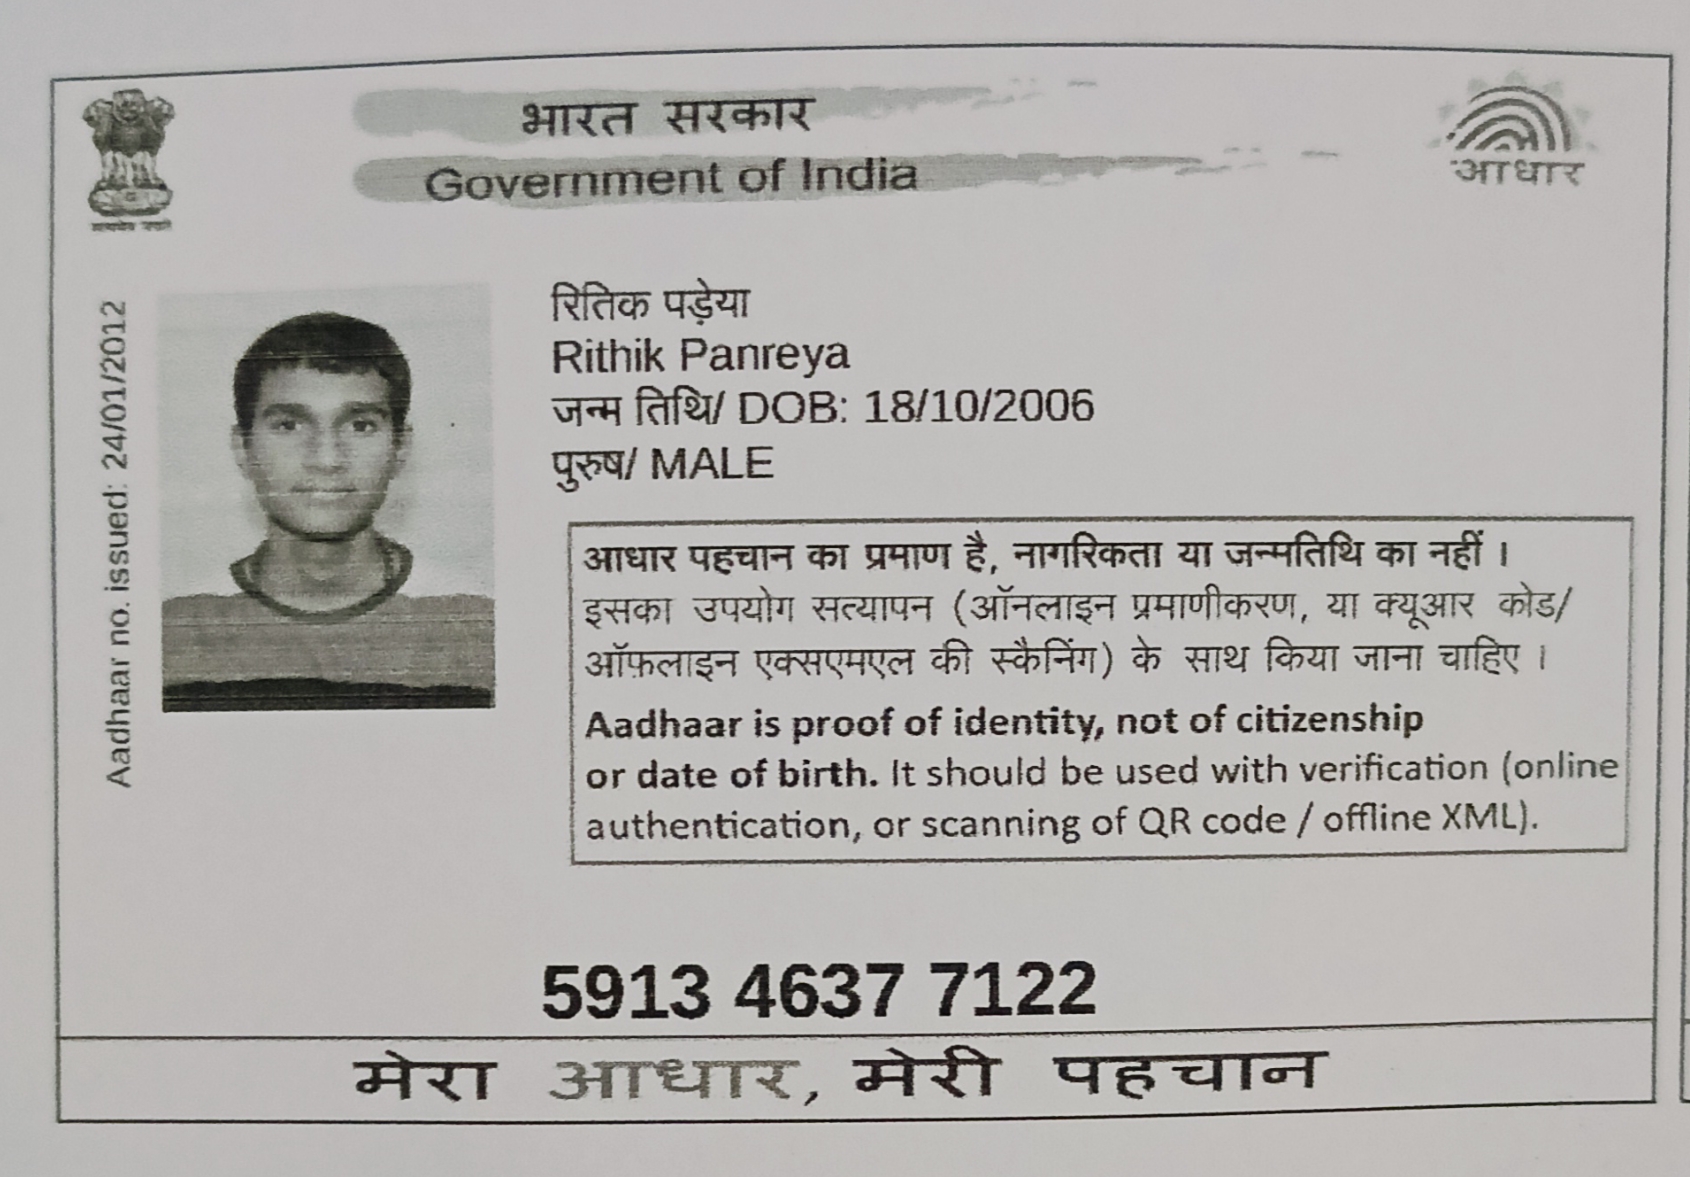 भारत सरकार
Government of India
आधार
Aadhaar no. issued: 24/01/2012
रितिक पड़ेया
Rithik Panreya
जन्म तिथि/ DOB: 18/10/2006
पुरुष/ MALE
आधार पहचान का प्रमाण है, नागरिकता या जन्मतिथि का नहीं ।
इसका उपयोग सत्यापन (ऑनलाइन प्रमाणीकरण, या क्यूआर कोड/
ऑफ़लाइन एक्सएमएल की स्कैनिंग) के साथ किया जाना चाहिए ।
Aadhaar is proof of identity, not of citizenship
or date of birth. It should be used with verification (online
authentication, or scanning of QR code / offline XML).
5913 4637 7122
मेरा आधार, मेरी पहचान